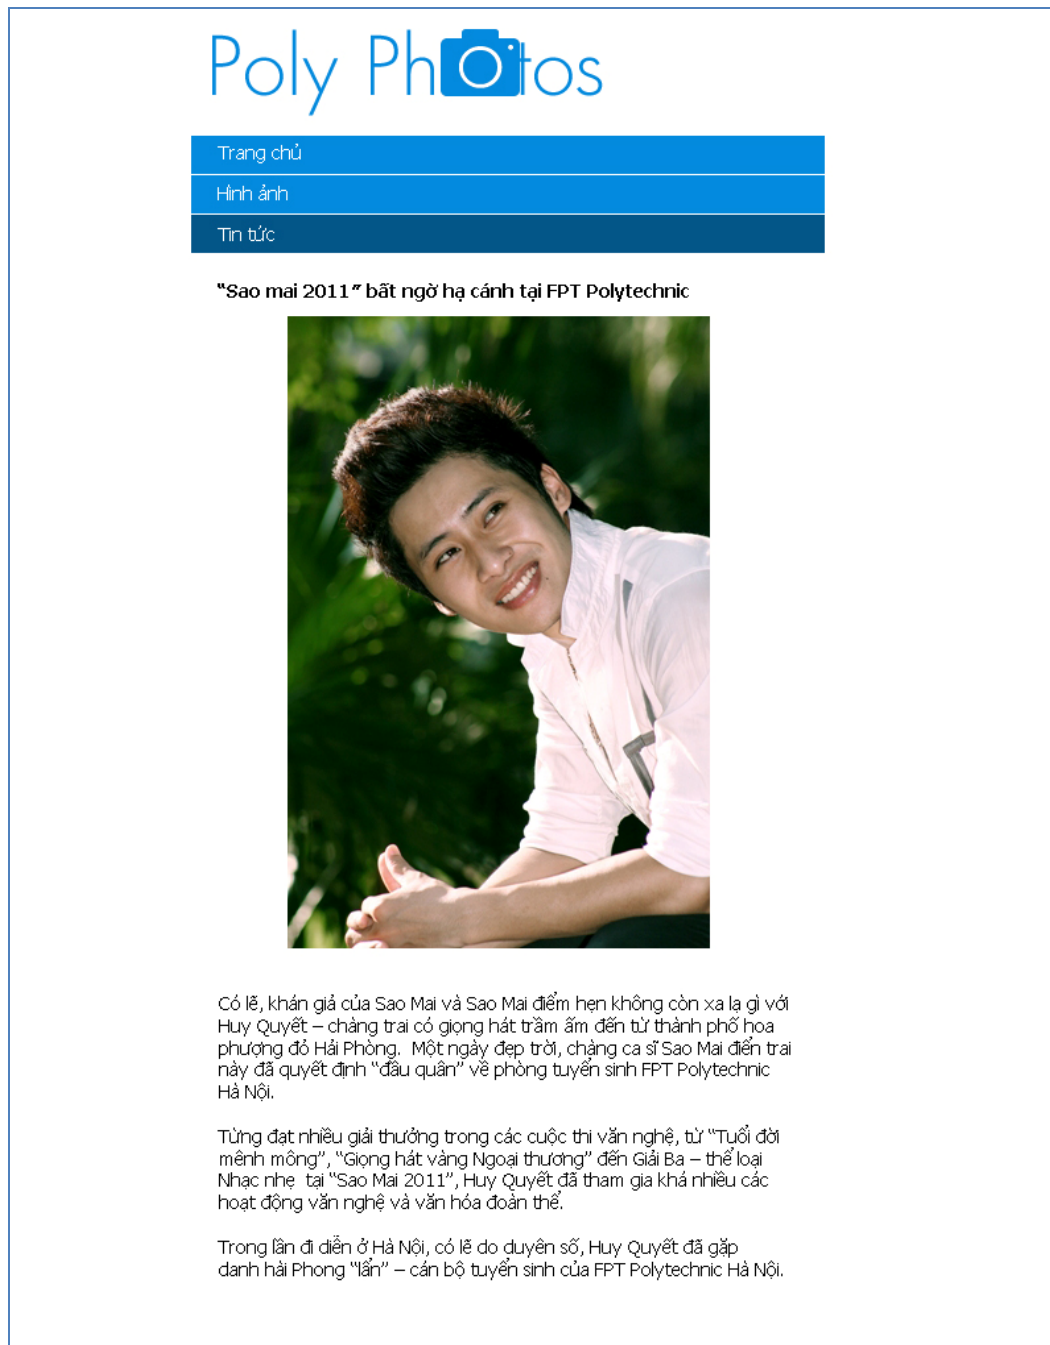 Poly Photos
Trang chủ
Hình ảnh
Tin tức
“Sao mai 2011” bất ngờ hạ cánh tại FPT Polytechnic
Có lẽ, khán giả của Sao Mai và Sao Mai điểm hẹn không còn xa lạ gì với
Huy Quyết – chàng trai có giọng hát trầm ấm đến từ thành phố hoa
phượng đỏ Hải Phòng.  Một ngày đẹp trời, chàng ca sĩ Sao Mai điển trai
này đã quyết định “đầu quân” về phòng tuyển sinh FPT Polytechnic
Hà Nội.
Từng đạt nhiều giải thưởng trong các cuộc thi văn nghệ, từ “Tuổi đời
mênh mông”, “Giọng hát vàng Ngoại thương” đến Giải Ba – thể loại
Nhạc nhẹ  tại “Sao Mai 2011”, Huy Quyết đã tham gia khá nhiều các
hoạt động văn nghệ và văn hóa đoàn thể.
Trong lần đi diễn ở Hà Nội, có lẽ do duyên số, Huy Quyết đã gặp
danh hài Phong “lẩn” – cán bộ tuyển sinh của FPT Polytechnic Hà Nội.